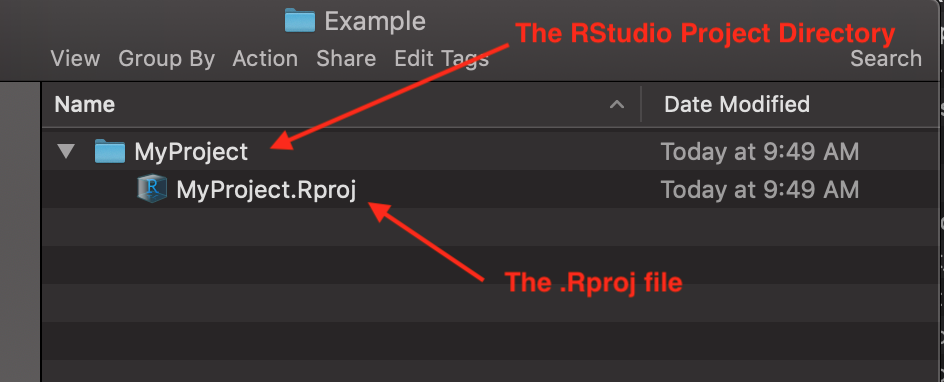 Example
The RStudio Project Directory
View Group By Action Share Edit Tags Search
Name Date Modified
MyProject Today at 9:49 AM
R MyProject.Rproj Today at 9:49 AM
The .Rproj file